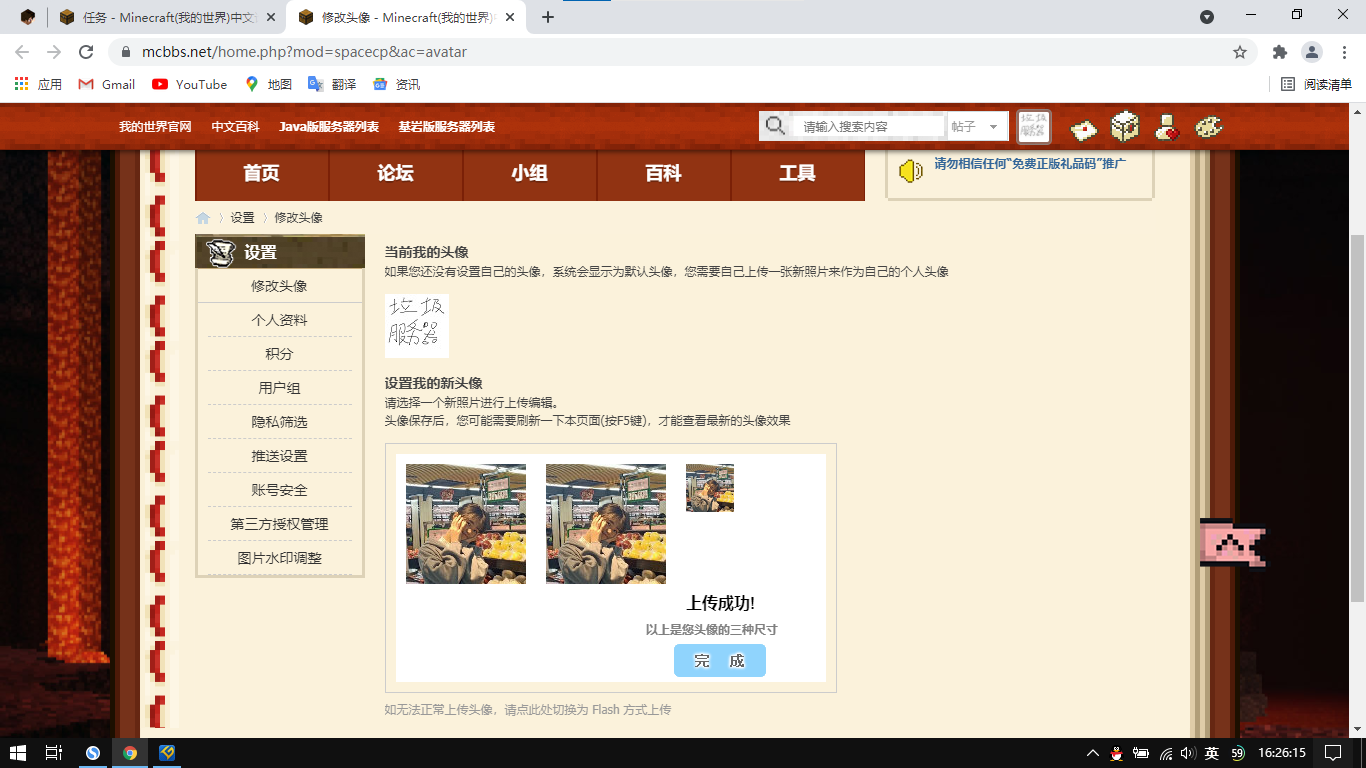 任务 - Minecraft(我的世界)中文
修改头像 - Minecraft(我的世界)
mcbbs.net/home.php?mod=spacecp&ac=avatar
应用 Gmail YouTube 地图 翻译 资讯 阅读清单
我的世界官网 中文百科 Java版服务器列表 基岩版服务器列表 请输入搜索内容 帖子 垃圾
服务器
首页 论坛 小组 百科 工具
请勿相信任何“免费正版礼品码”推广
设置 修改头像
设置
修改头像
个人资料
积分
用户组
隐私筛选
推送设置
账号安全
第三方授权管理
图片水印调整
当前我的头像
如果您还没有设置自己的头像，系统会显示为默认头像，您需要自己上传一张新照片来作为自己的个人头像
垃圾
服务器
设置我的新头像
请选择一个新照片进行上传编辑。
头像保存后，您可能需要刷新一下本页面(按F5键)，才能查看最新的头像效果
上传成功!
以上是您头像的三种尺寸
完 成
如无法正常上传头像，请点此处切换为 Flash 方式上传
英 59 16:26:15